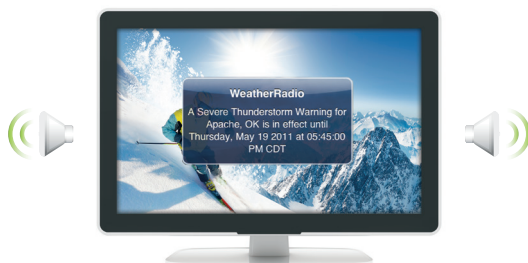 WeatherRadio
A Severe Thunderstorm Warning for
Apache, OK is in effect until
Thursday, May 19 2011 at 05:45:00
PM CDT